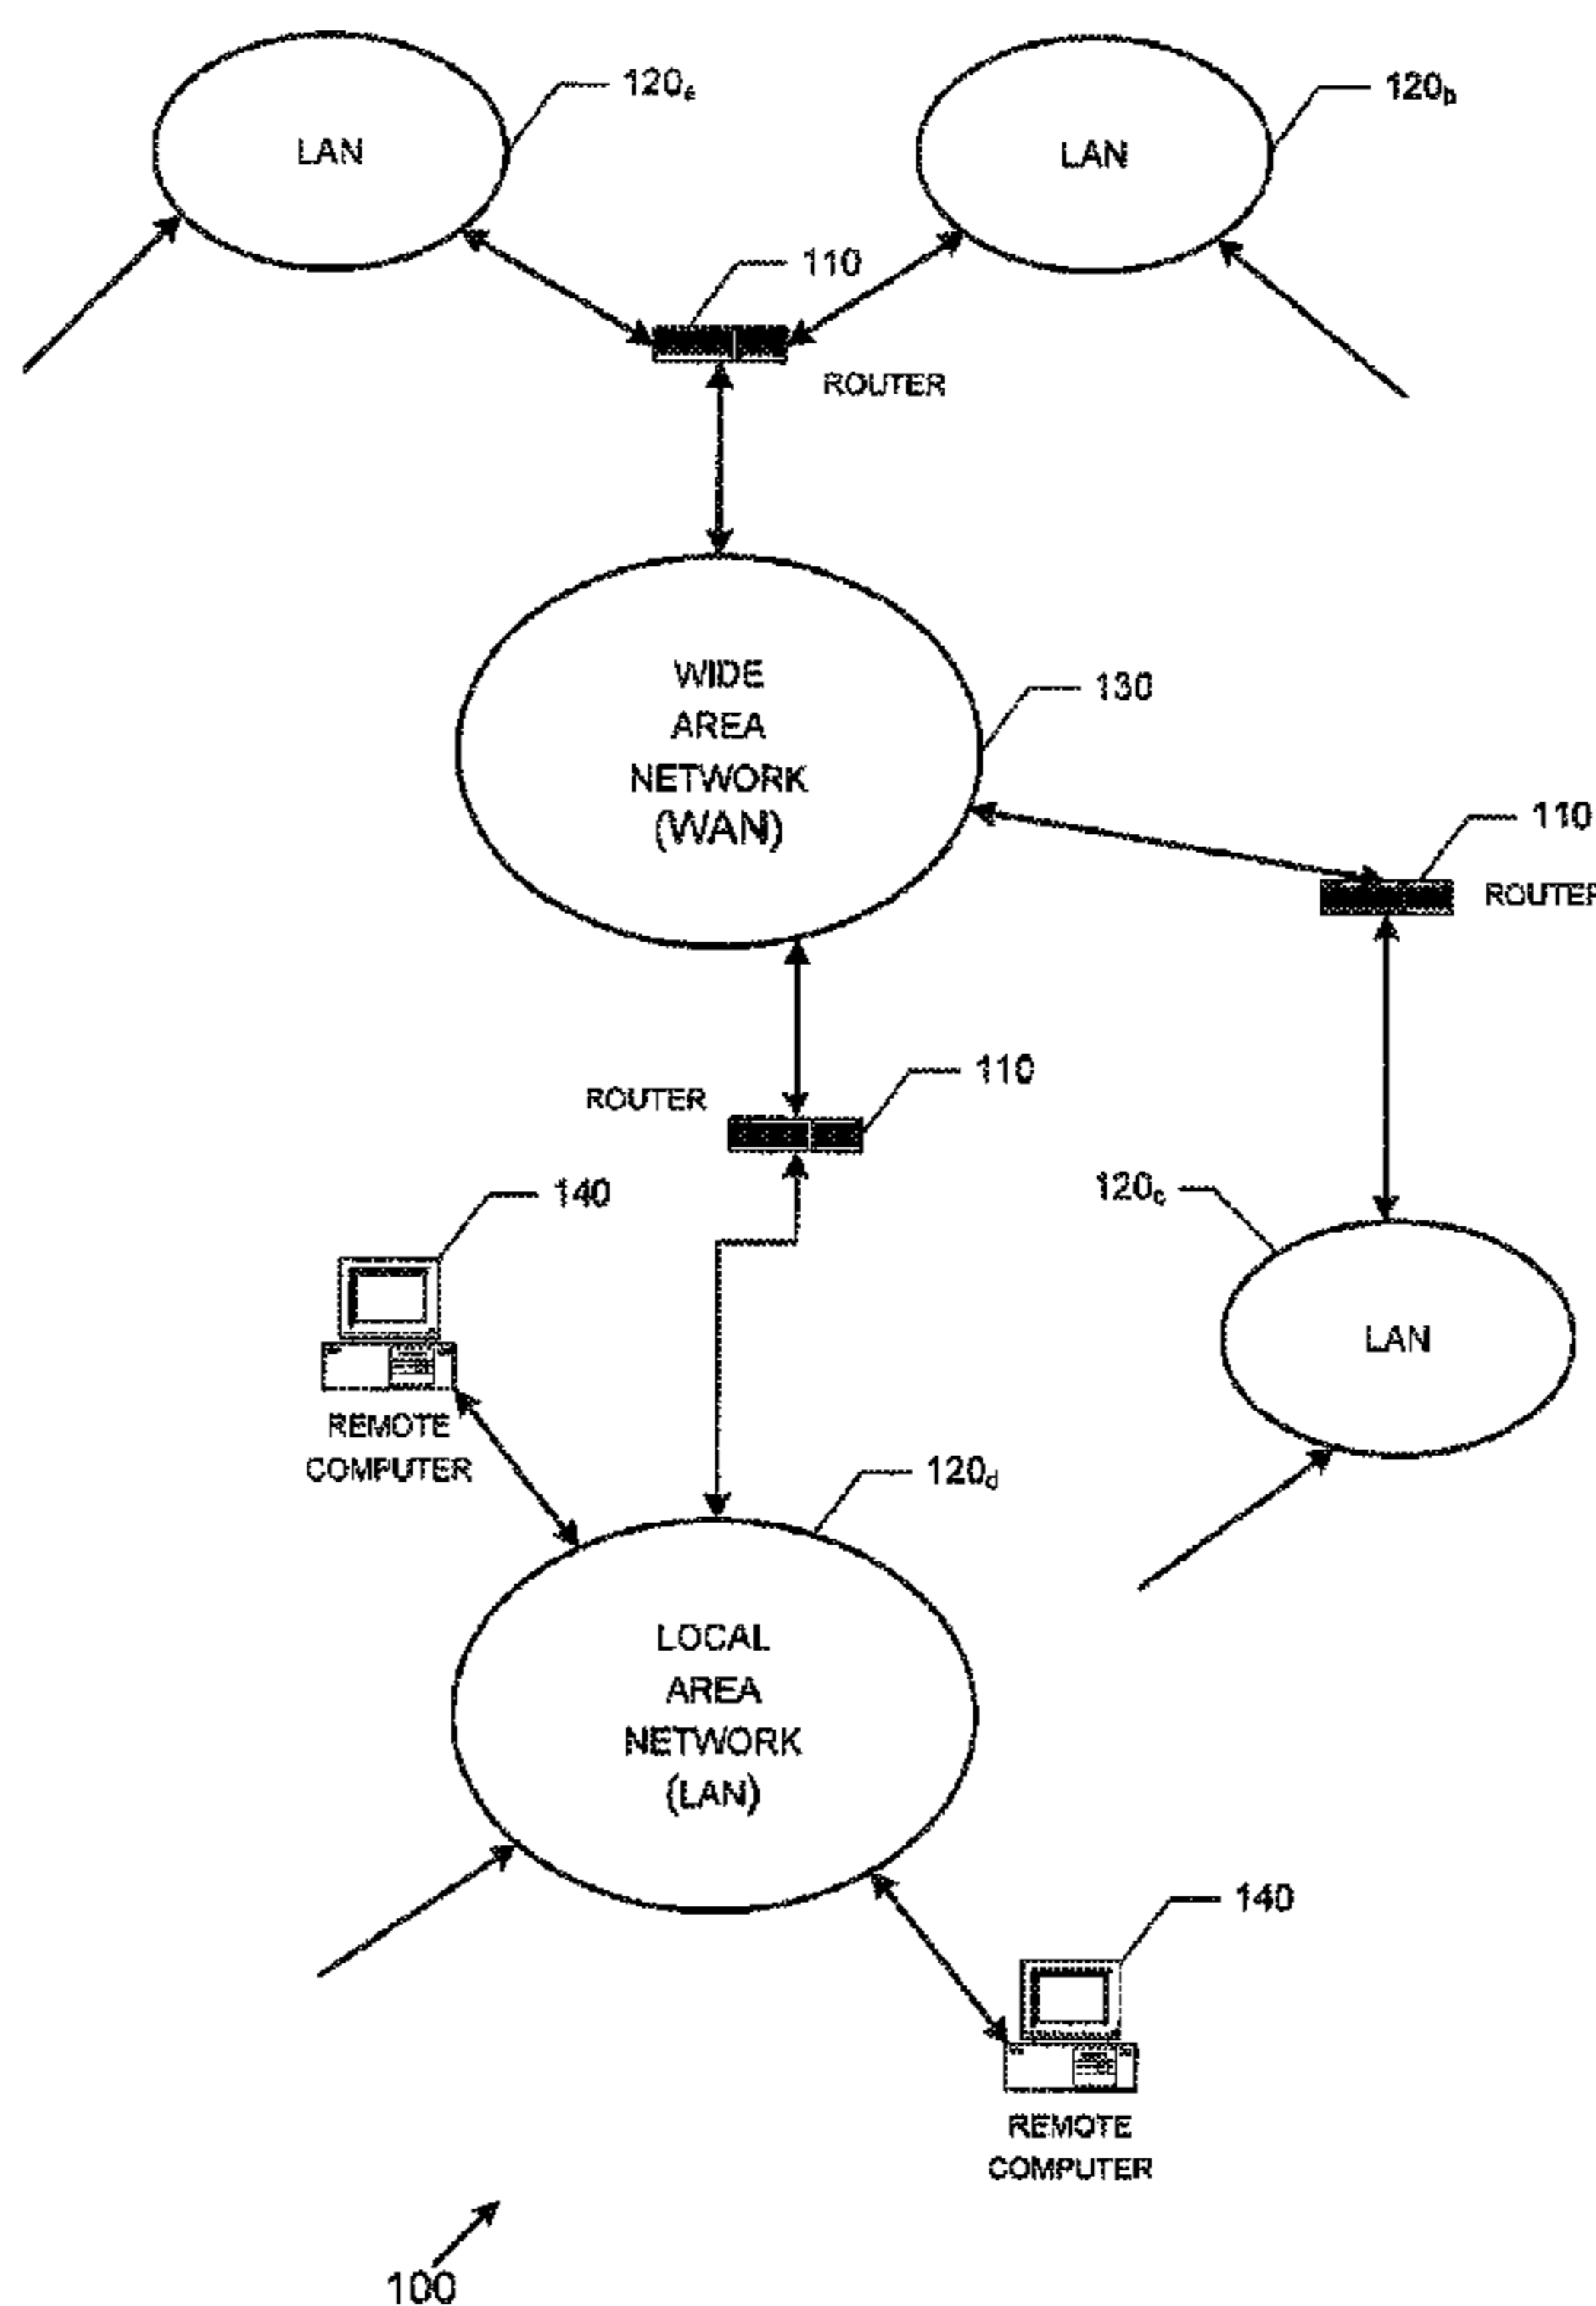 120a
120b
LAN
LAN
110
ROUTER
WIDE
AREA
NETWORK
(WAN)
130
110
ROUTER
ROUTER
110
140
120c
LAN
REMOTE
COMPUTER
120d
LOCAL
AREA
NETWORK
(LAN)
140
REMOTE
COMPUTER
100